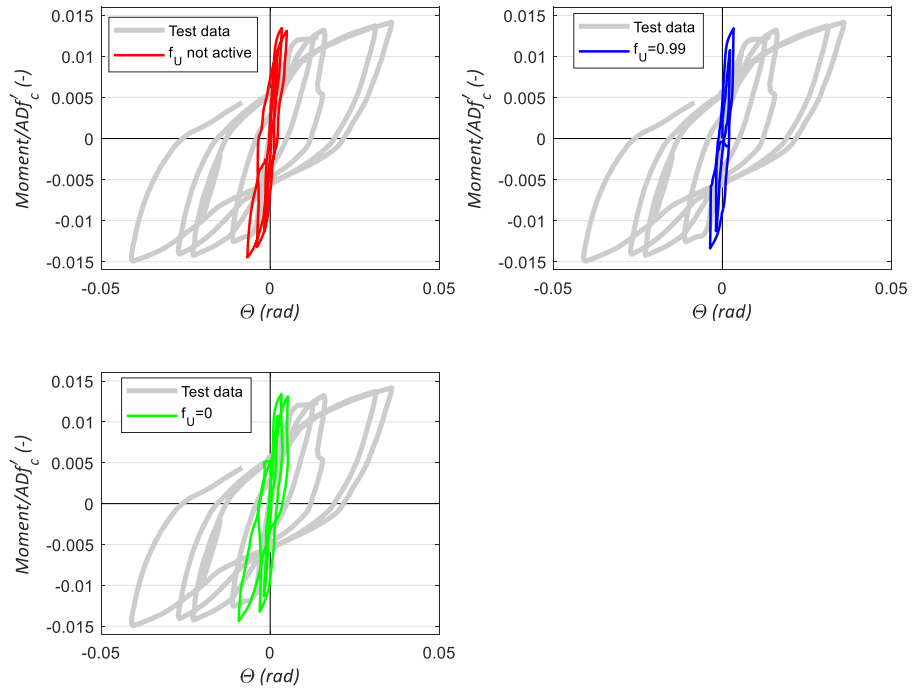 0.015
0.01
0.005
0
-0.005
-0.01
-0.015
-0.05
0
0.05
Moment/ADf′c (-)
Θ (rad)
Test data
fU not active
0.015
0.01
0.005
0
-0.005
-0.01
-0.015
-0.05
0
0.05
Moment/ADf′c (-)
Θ (rad)
Test data
fU=0.99
0.015
0.01
0.005
0
-0.005
-0.01
-0.015
-0.05
0
0.05
Moment/ADf′c (-)
Θ (rad)
Test data
fU=0